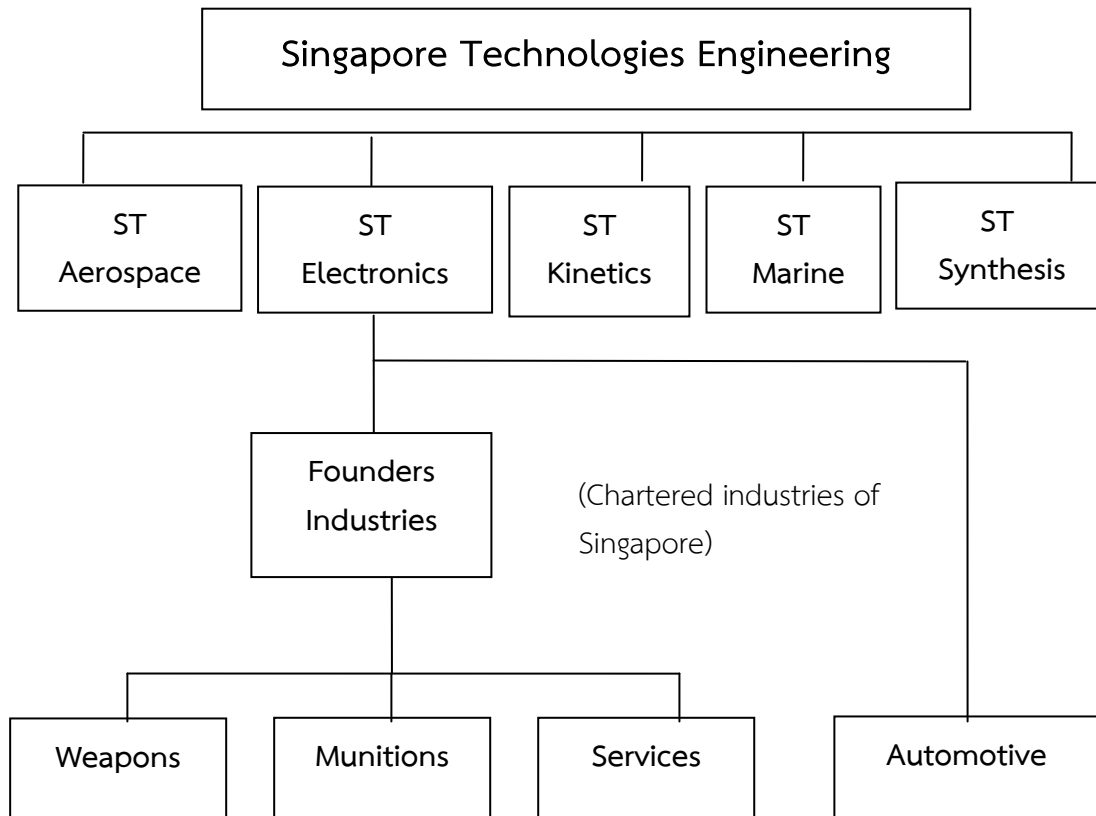 Singapore Technologies Engineering
ST
Aerospace
ST
Electronics
ST
Kinetics
ST
Marine
ST
Synthesis
Founders
Industries
(Chartered industries of
Singapore)
Weapons
Munitions
Services
Automotive